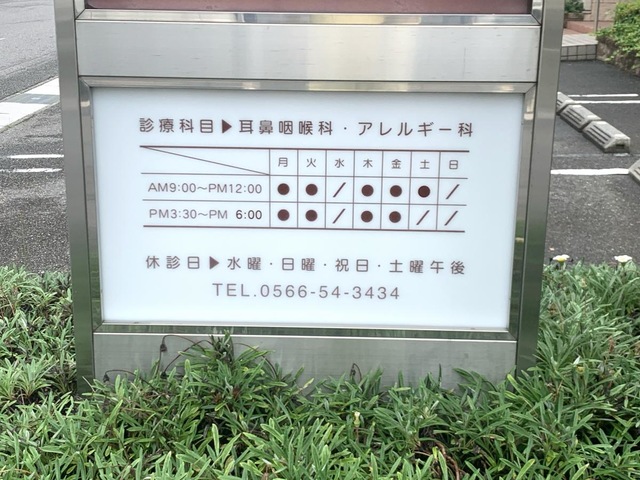 診療科目▶耳鼻咽喉科・アレルギー科
月 火 水 木 金 土 日
AM9:00〜PM12:00 ● ● / ● ● ● /
PM3:30〜PM 6:00 ● ● / ● ● / /
休診日▶水曜・日曜・祝日・土曜午後
TEL.0566-54-3434